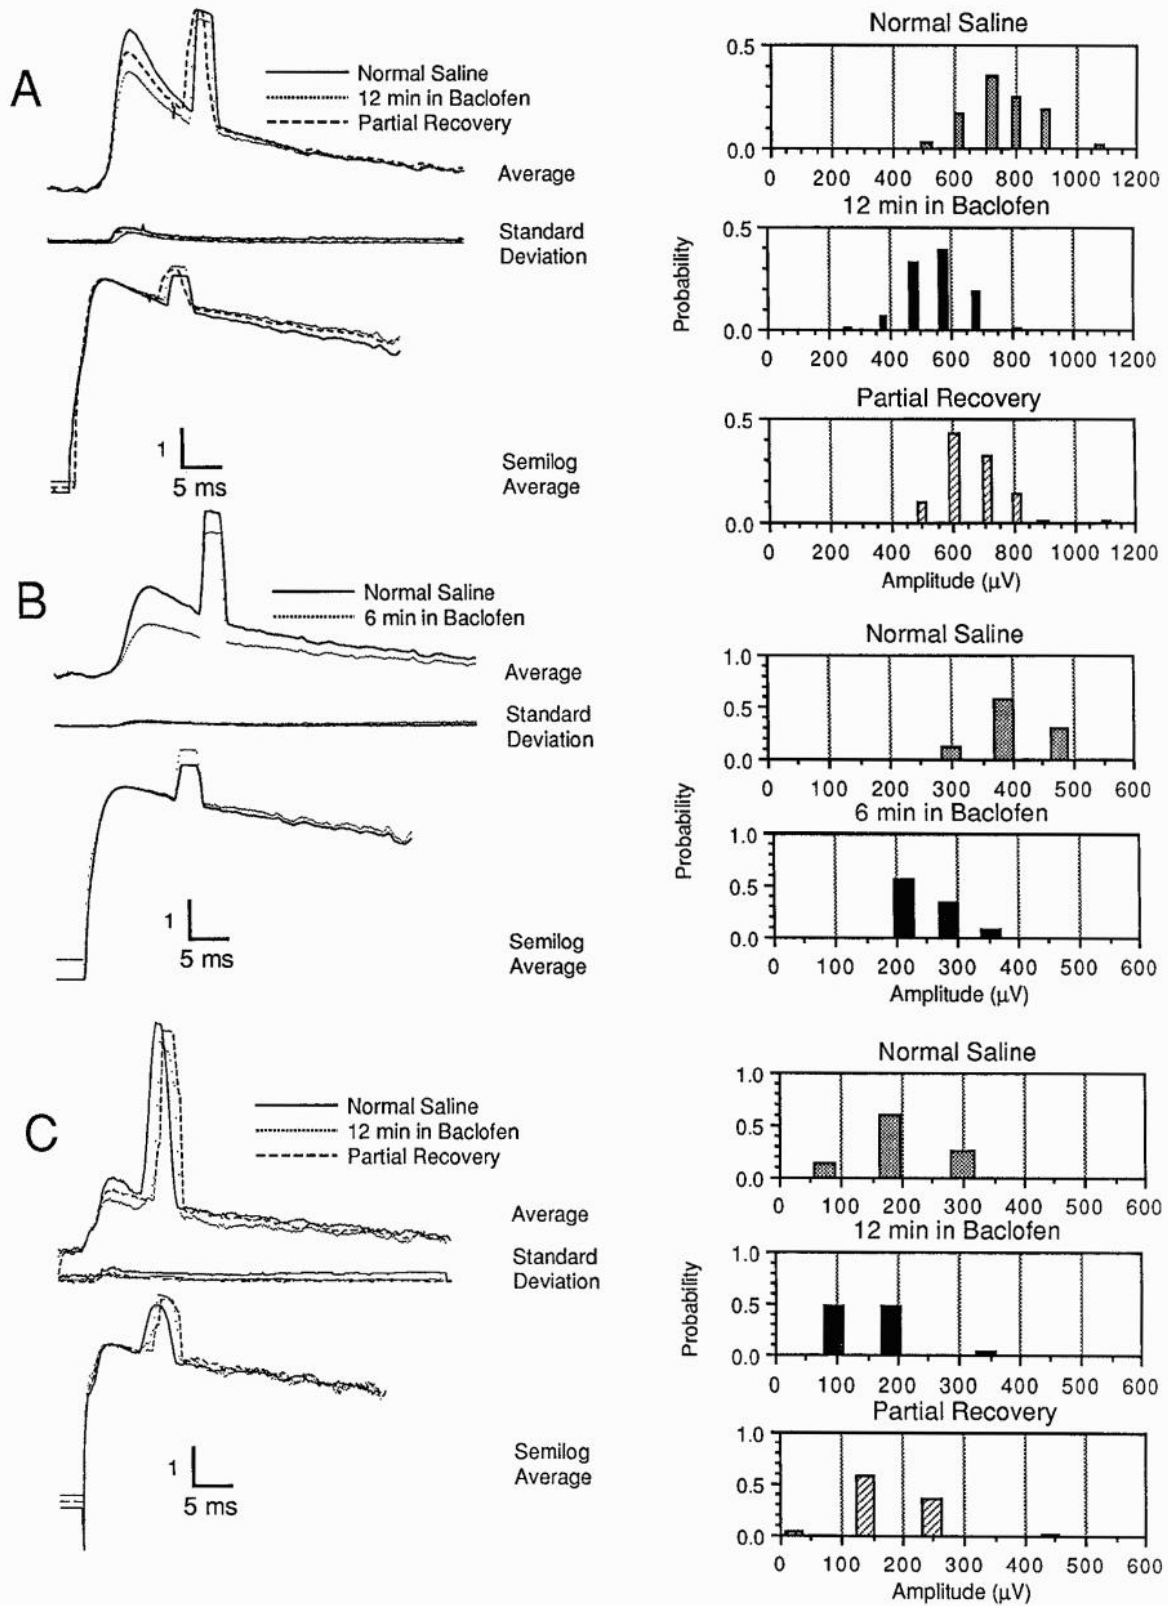 A
Normal Saline
12 min in Baclofen
Partial Recovery
Average
Standard
Deviation
1
5 ms
Semilog
Average
Normal Saline
0.5
0.0
0 200 400 600 800 1000 1200
12 min in Baclofen
0.5
0.0
0 200 400 600 800 1000 1200
Probability
Partial Recovery
0.5
0.0
0 200 400 600 800 1000 1200
Amplitude (μV)
B
Normal Saline
6 min in Baclofen
Average
Standard
Deviation
1
5 ms
Semilog
Average
Normal Saline
1.0
0.5
0.0
0 100 200 300 400 500 600
6 min in Baclofen
1.0
0.5
0.0
0 100 200 300 400 500 600
Probability
Amplitude (μV)
C
Normal Saline
12 min in Baclofen
Partial Recovery
Average
Standard
Deviation
1
5 ms
Semilog
Average
Normal Saline
1.0
0.5
0.0
0 100 200 300 400 500 600
12 min in Baclofen
1.0
0.5
0.0
0 100 200 300 400 500 600
Probability
Partial Recovery
1.0
0.5
0.0
0 100 200 300 400 500 600
Amplitude (μV)